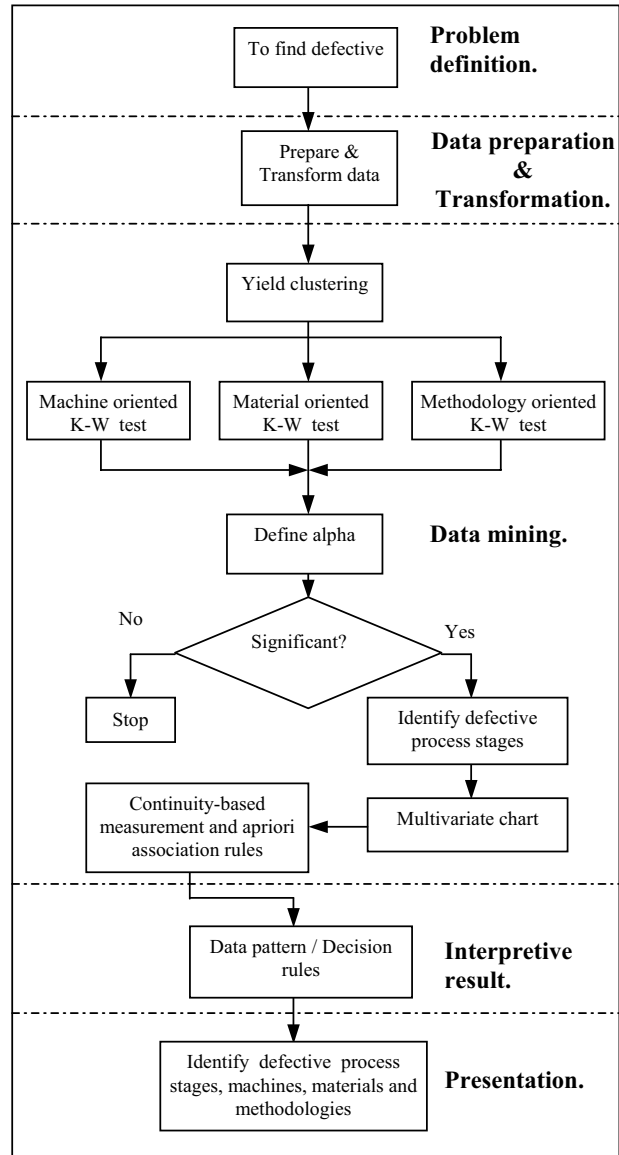 To find defective
Problem
definition.
Prepare &
Transform data
Data preparation
&
Transformation.
Yield clustering
Machine oriented
K-W test
Material oriented
K-W test
Methodology oriented
K-W test
Define alpha
Data mining.
No
Significant?
Yes
Stop
Identify defective
process stages
Continuity-based
measurement and apriori
association rules
Multivariate chart
Data pattern / Decision
rules
Interpretive
result.
Identify defective process
stages, machines, materials and
methodologies
Presentation.